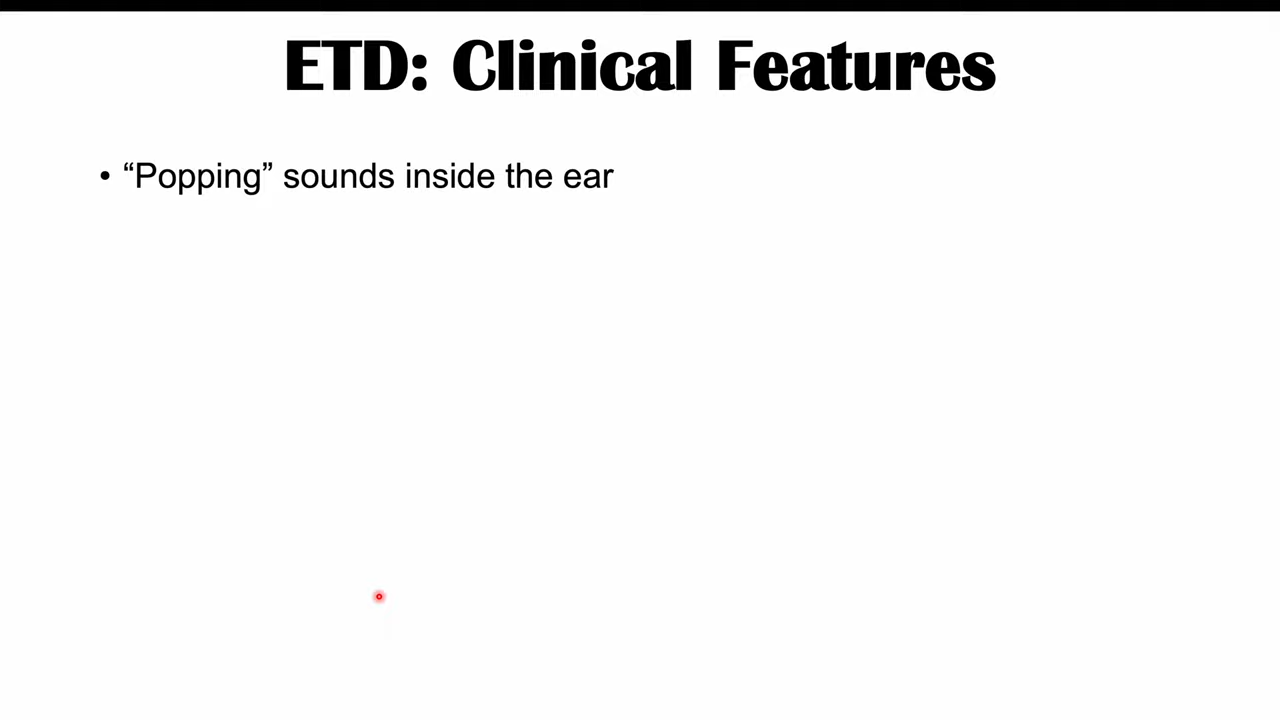 ETD: Clinical Features
• “Popping” sounds inside the ear